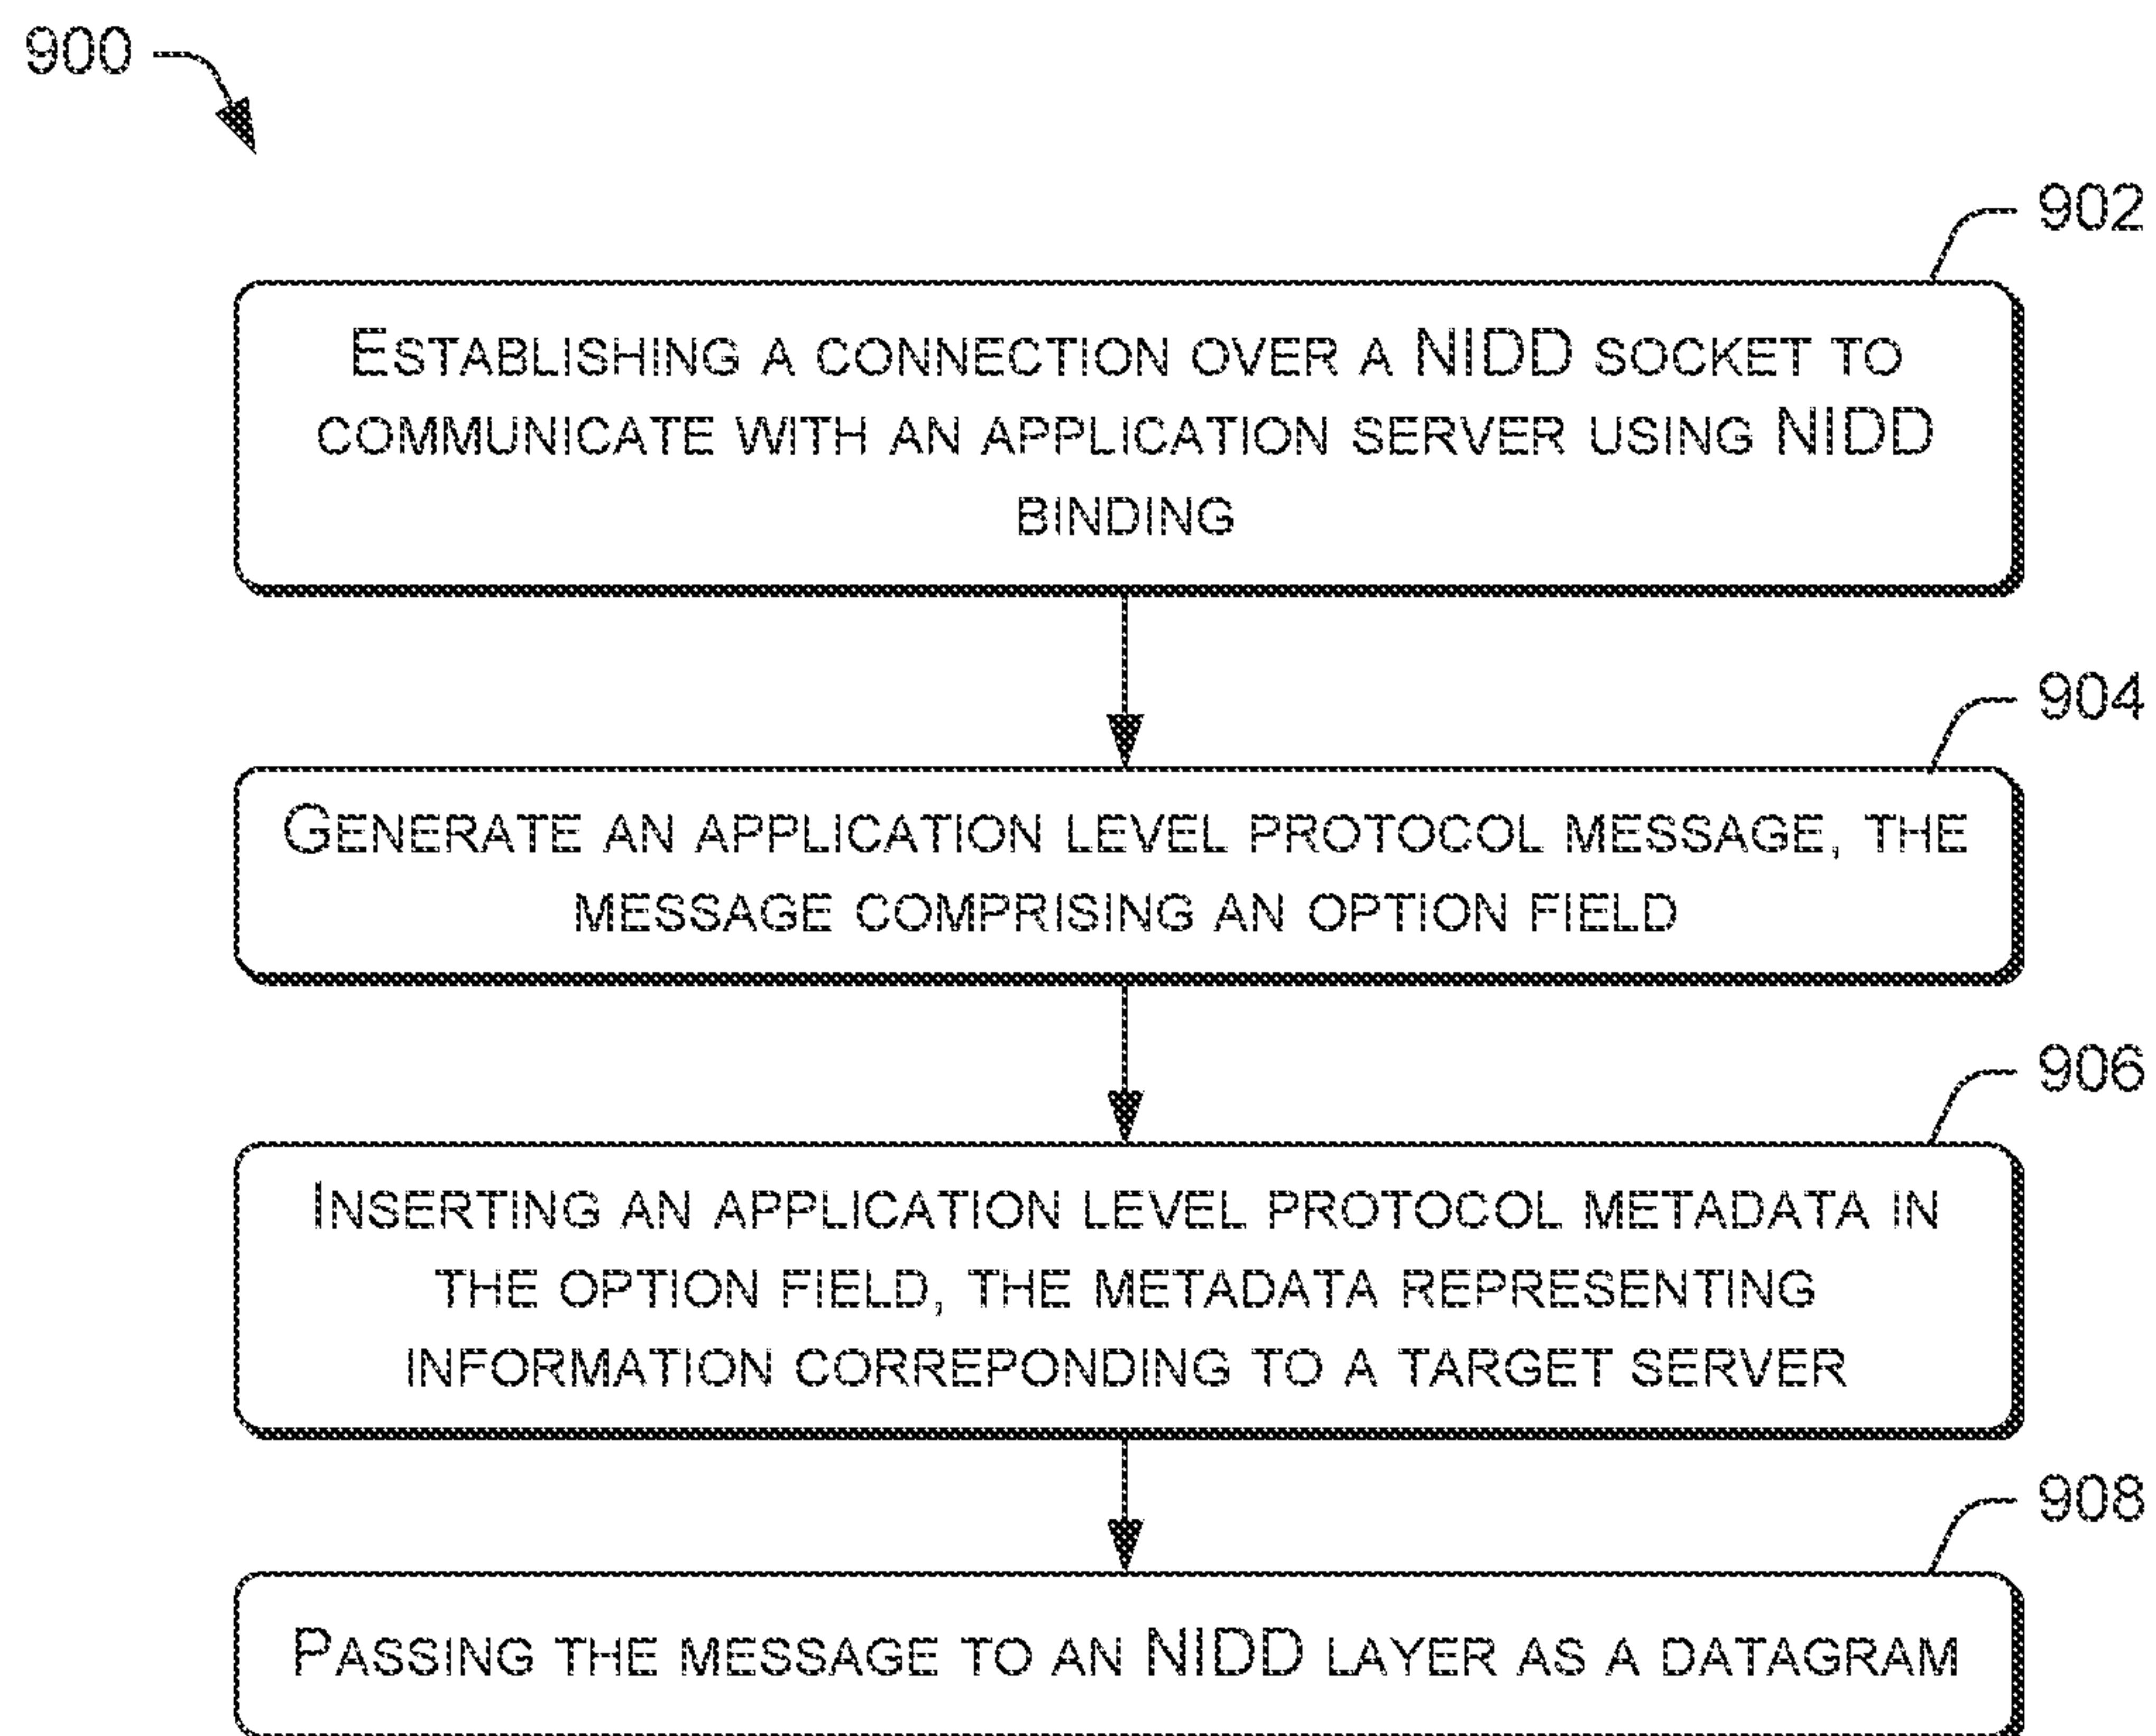 900
902
ESTABLISHING A CONNECTION OVER A NIDD SOCKET TO
COMMUNICATE WITH AN APPLICATION SERVER USING NIDD
BINDING
904
GENERATE AN APPLICATION LEVEL PROTOCOL MESSAGE, THE
MESSAGE COMPRISING AN OPTION FIELD
906
INSERTING AN APPLICATION LEVEL PROTOCOL METADATA IN
THE OPTION FIELD, THE METADATA REPRESENTING
INFORMATION CORREPONDING TO A TARGET SERVER
908
PASSING THE MESSAGE TO AN NIDD LAYER AS A DATAGRAM